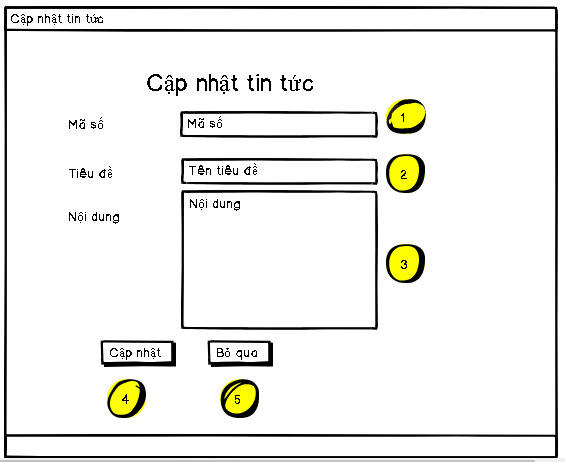 Cập nhật tin tức
Cập nhật tin tức
Mã số
Mã số
1
Tiêu đề
Tên tiêu đề
2
Nội dung
Nội dung
3
Cập nhật
Bỏ qua
4
5